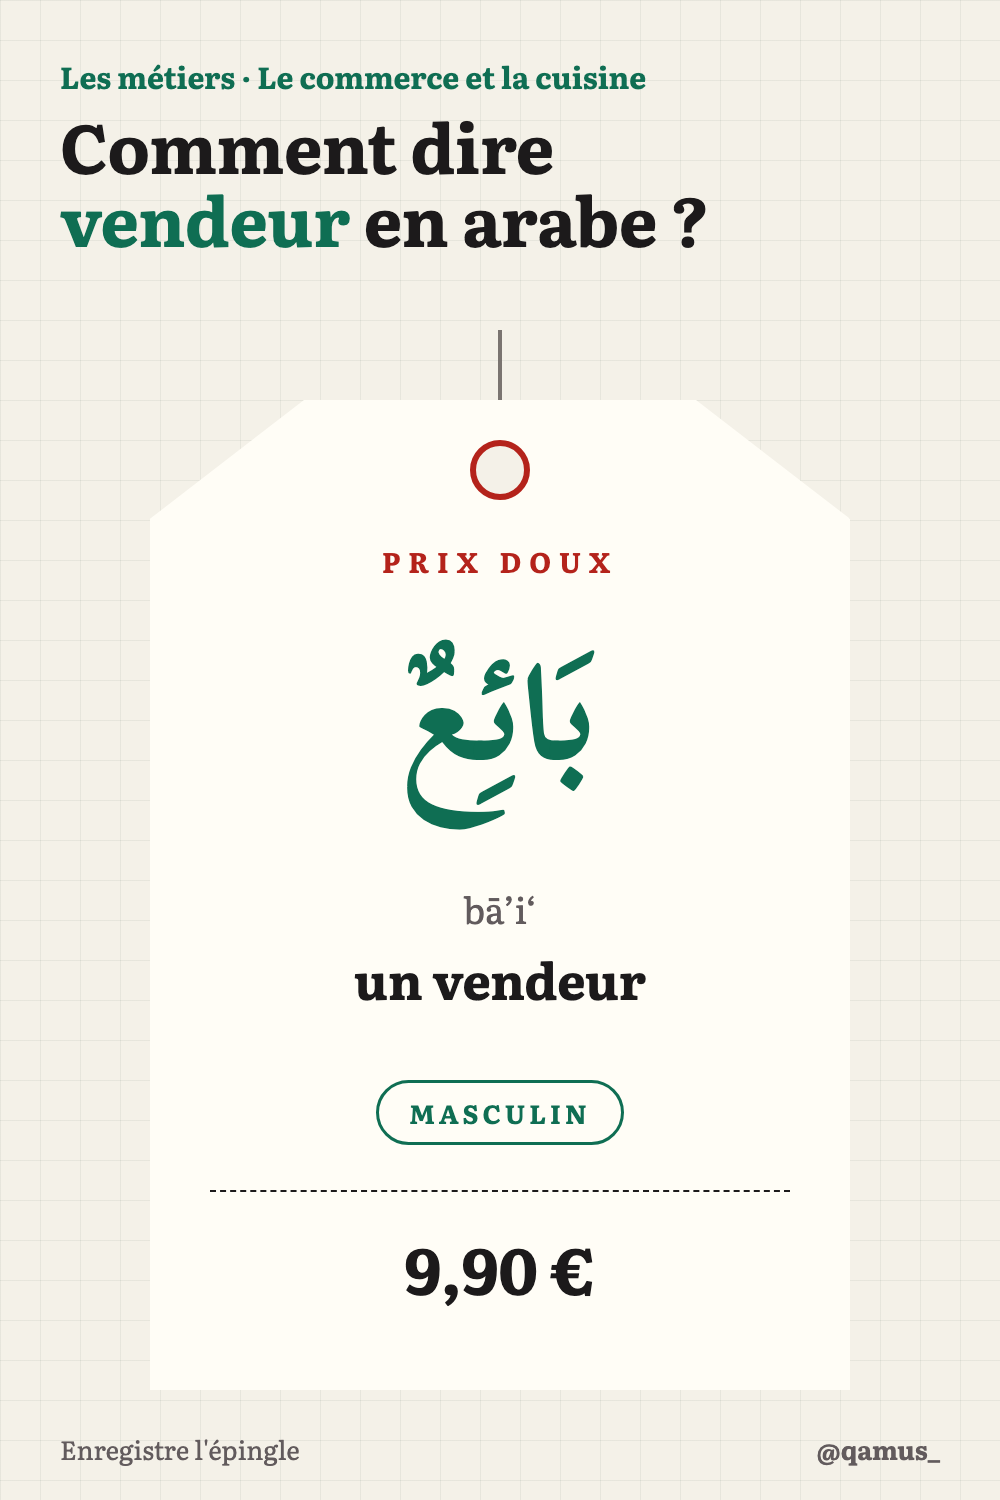 Les métiers · Le commerce et la cuisine
Comment dire
vendeur en arabe ?
PRIX DOUX
بَائِعٌ
bā’i‘
un vendeur
MASCULIN
9,90 €
Enregistre l'épingle
@qamus_